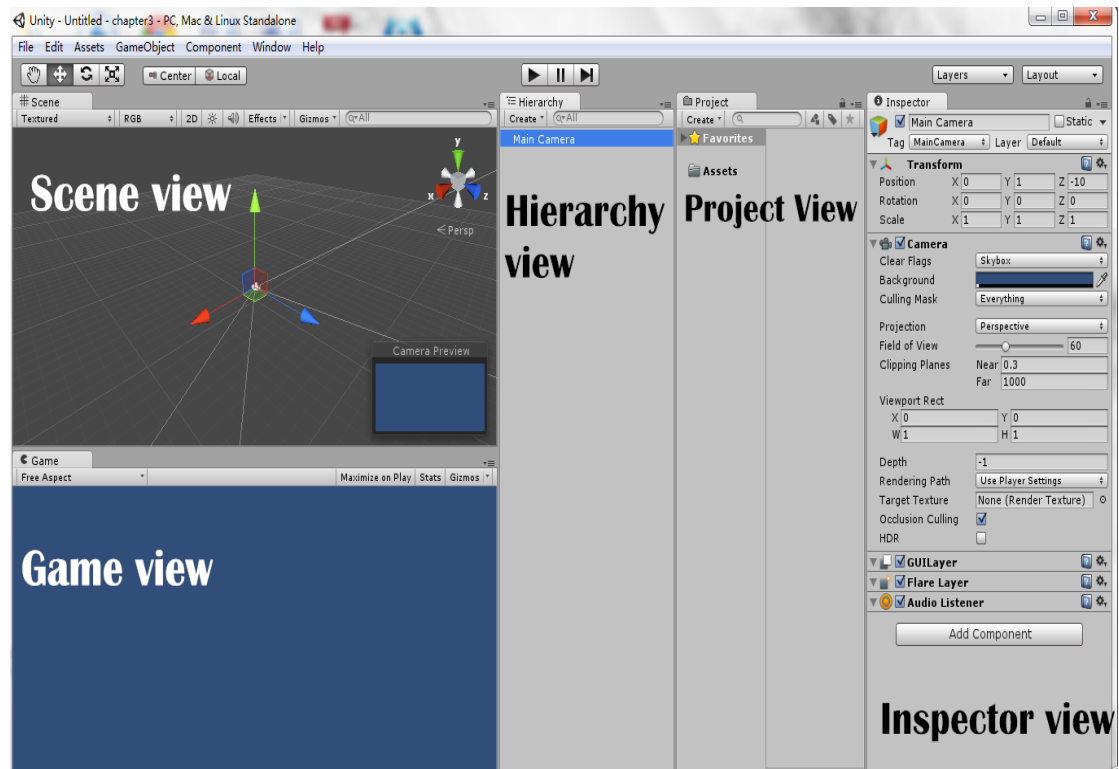 Unity - Untitled - chapter3 - PC, Mac & Linux Standalone
File Edit Assets GameObject Component Window Help
Center Local
Layers Layout
Scene
Textured RGB 2D Effects Gizmos All
y
x z
Persp
Scene view
Camera Preview
Game
Free Aspect Maximize on Play Stats Gizmos
Game view
Hierarchy
Create All
Main Camera
Hierarchy
view
Project
Create
Favorites
Assets
Project View
Inspector
Main Camera Static
Tag MainCamera Layer Default
Transform
Position X 0 Y 1 Z -10
Rotation X 0 Y 0 Z 0
Scale X 1 Y 1 Z 1
Camera
Clear Flags Skybox
Background
Culling Mask Everything
Projection Perspective
Field of View 60
Clipping Planes Near 0.3
Far 1000
Viewport Rect
X 0 Y 0
W 1 H 1
Depth -1
Rendering Path Use Player Settings
Target Texture None (Render Texture)
Occlusion Culling
HDR
GUILayer
Flare Layer
Audio Listener
Add Component
Inspector view